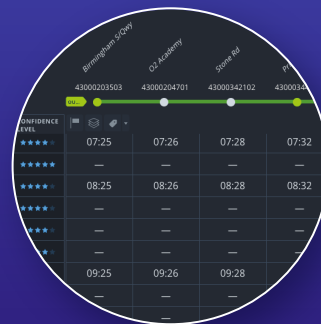 Birmingham S/Qwy
O2 Academy
Stone Rd
43000203503 43000204701 43000342102
OU...
CONFIDENCE
LEVEL
07:25 07:26 07:28 07:32
— — — —
08:25 08:26 08:28 08:32
— — — —
— — — —
— — —
09:25 09:26 09:28
— — —
—